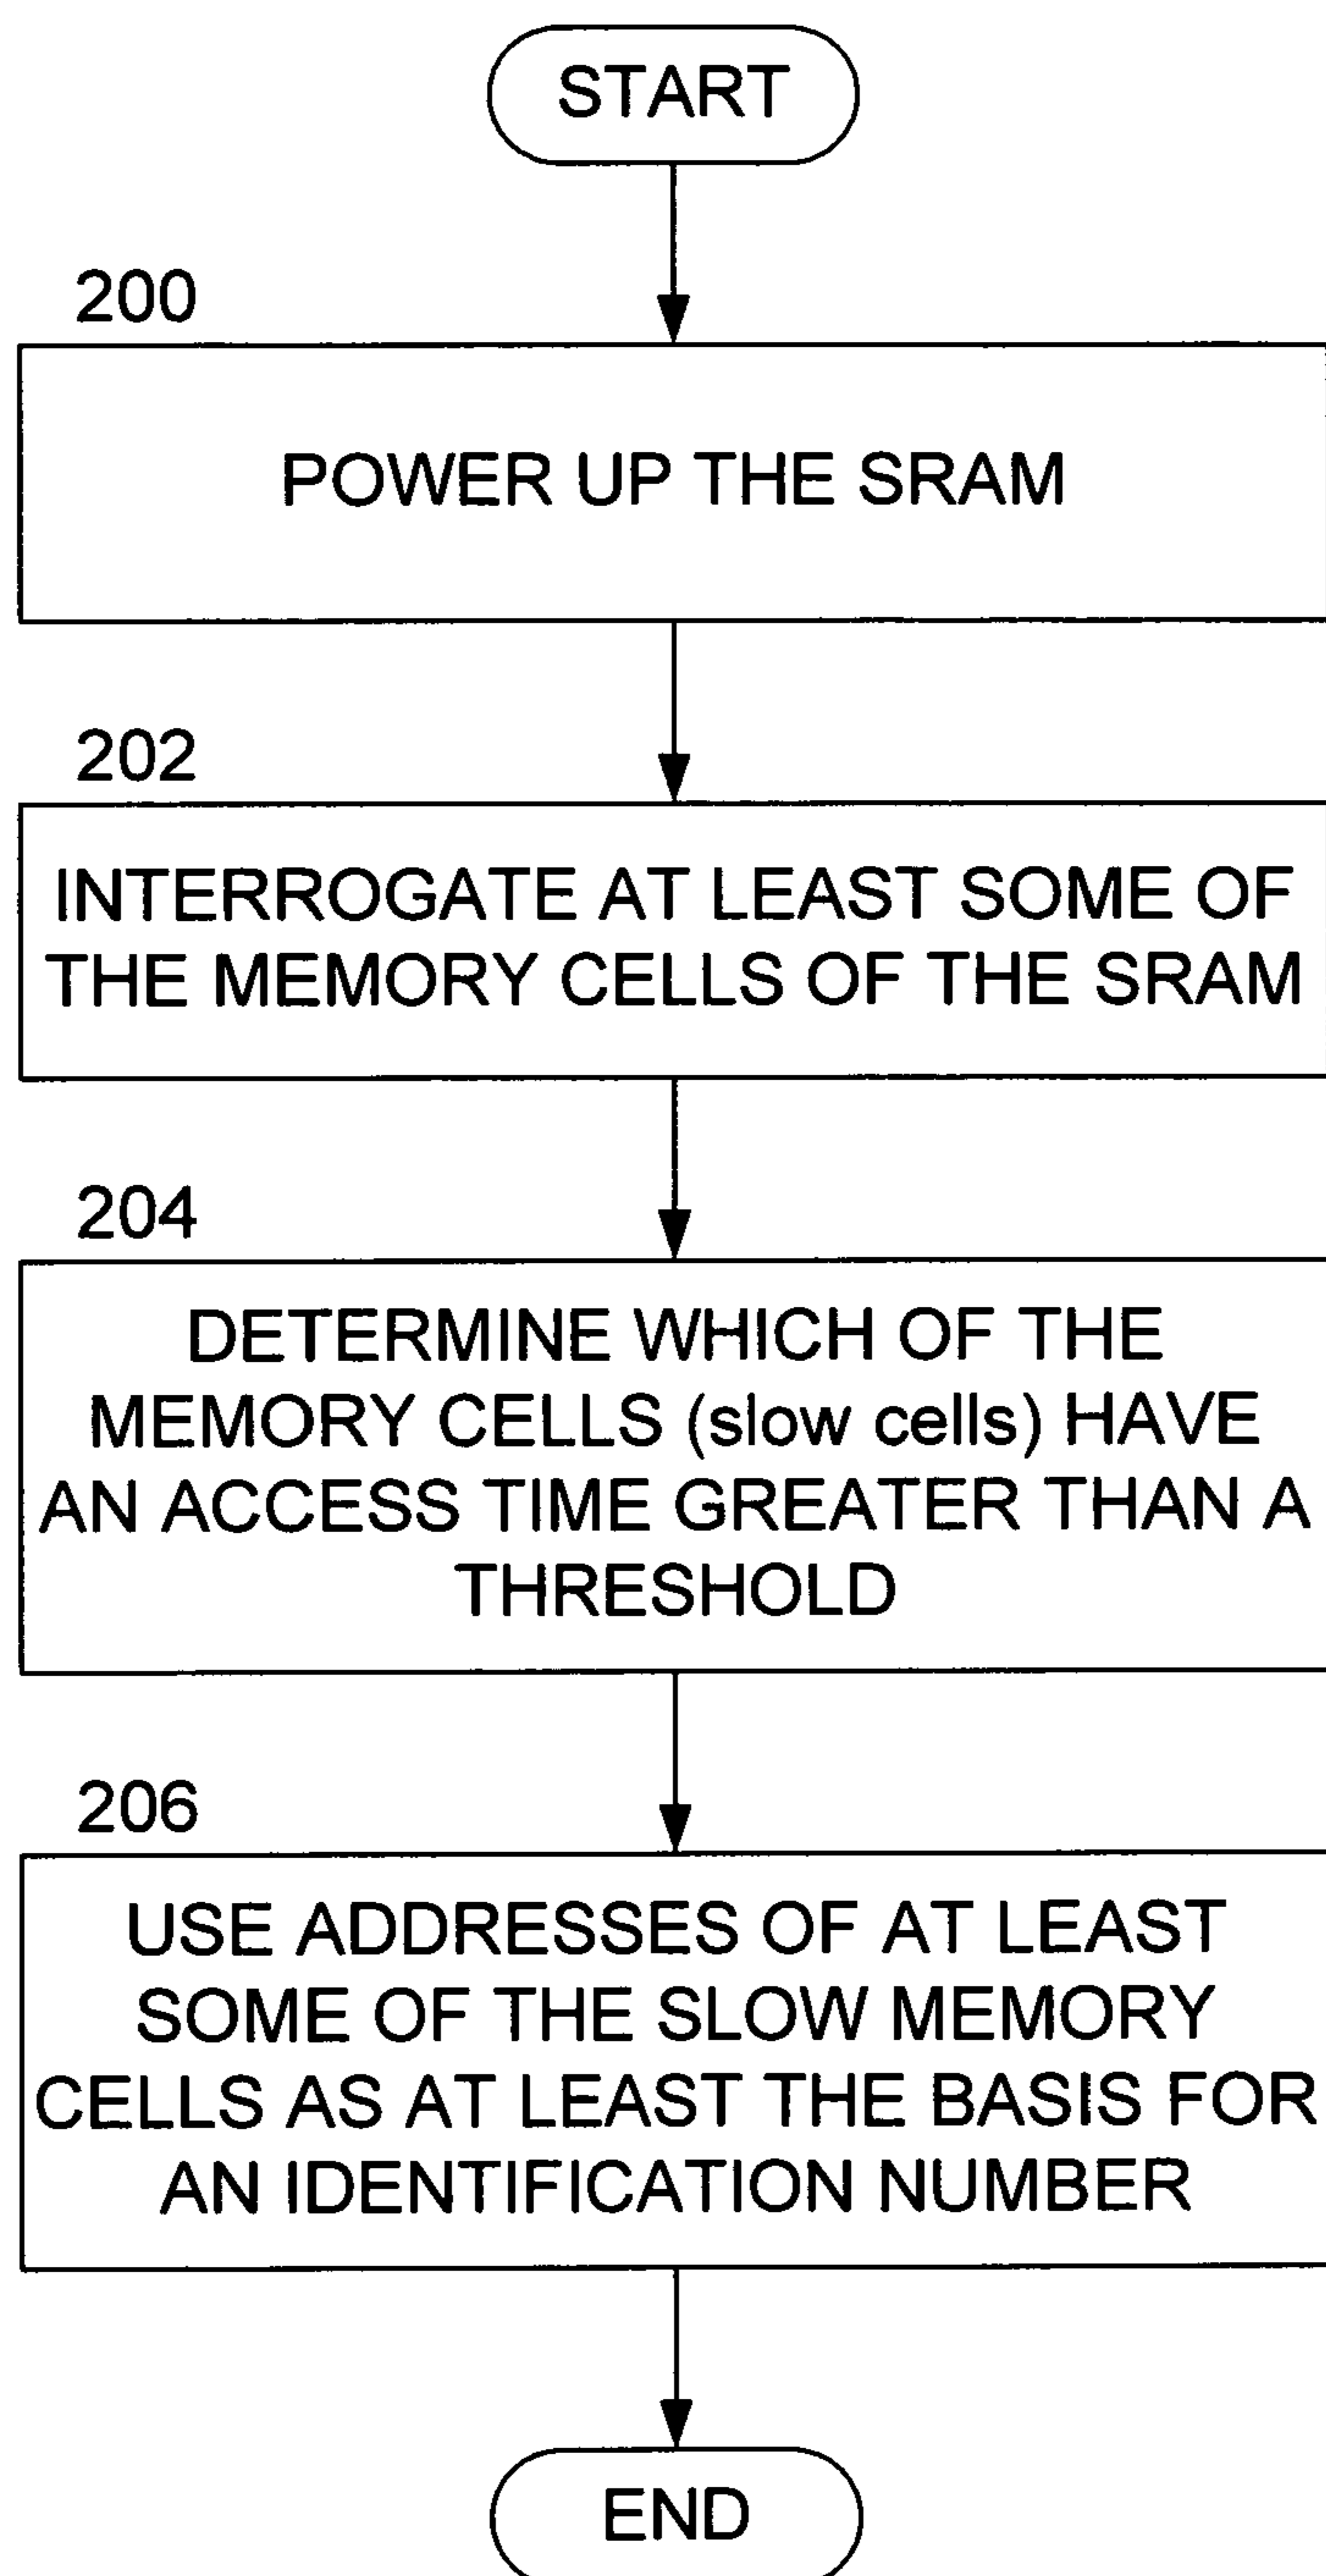 START
200
POWER UP THE SRAM
202
INTERROGATE AT LEAST SOME OF
THE MEMORY CELLS OF THE SRAM
204
DETERMINE WHICH OF THE
MEMORY CELLS (slow cells) HAVE
AN ACCESS TIME GREATER THAN A
THRESHOLD
206
USE ADDRESSES OF AT LEAST
SOME OF THE SLOW MEMORY
CELLS AS AT LEAST THE BASIS FOR
AN IDENTIFICATION NUMBER
END